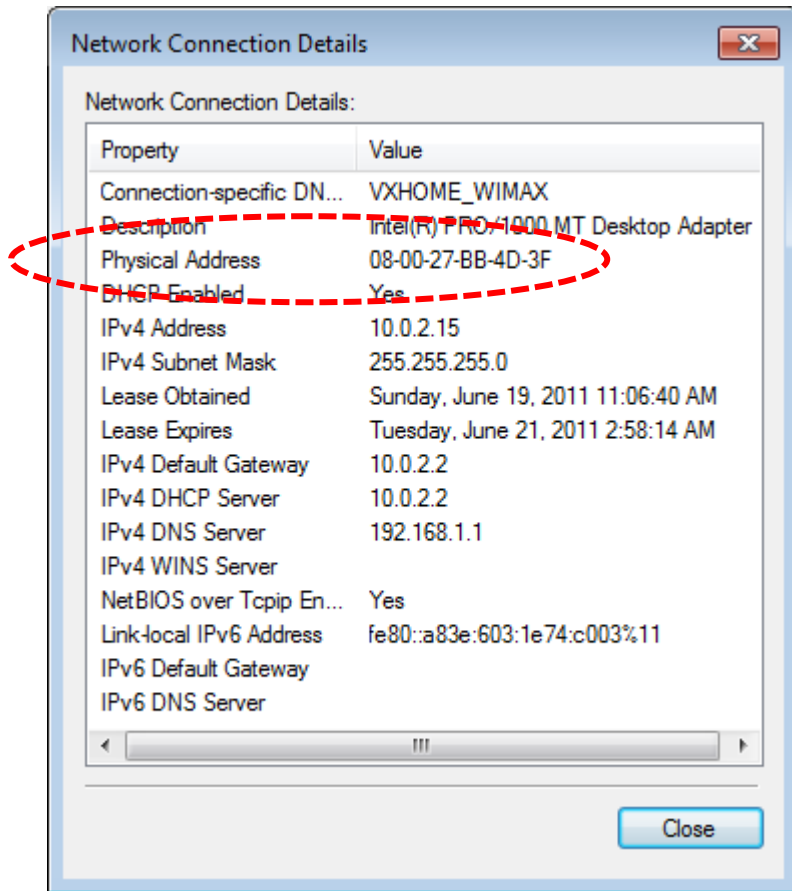 Network Connection Details
Network Connection Details:
Property Value
Connection-specific DN... VXHOME_WIMAX
Description Intel(R) PRO/1000 MT Desktop Adapter
Physical Address 08-00-27-BB-4D-3F
DHCP Enabled Yes
IPv4 Address 10.0.2.15
IPv4 Subnet Mask 255.255.255.0
Lease Obtained Sunday, June 19, 2011 11:06:40 AM
Lease Expires Tuesday, June 21, 2011 2:58:14 AM
IPv4 Default Gateway 10.0.2.2
IPv4 DHCP Server 10.0.2.2
IPv4 DNS Server 192.168.1.1
IPv4 WINS Server
NetBIOS over Tcpip En... Yes
Link-local IPv6 Address fe80::a83e:603:1e74:c003%11
IPv6 Default Gateway
IPv6 DNS Server
Close